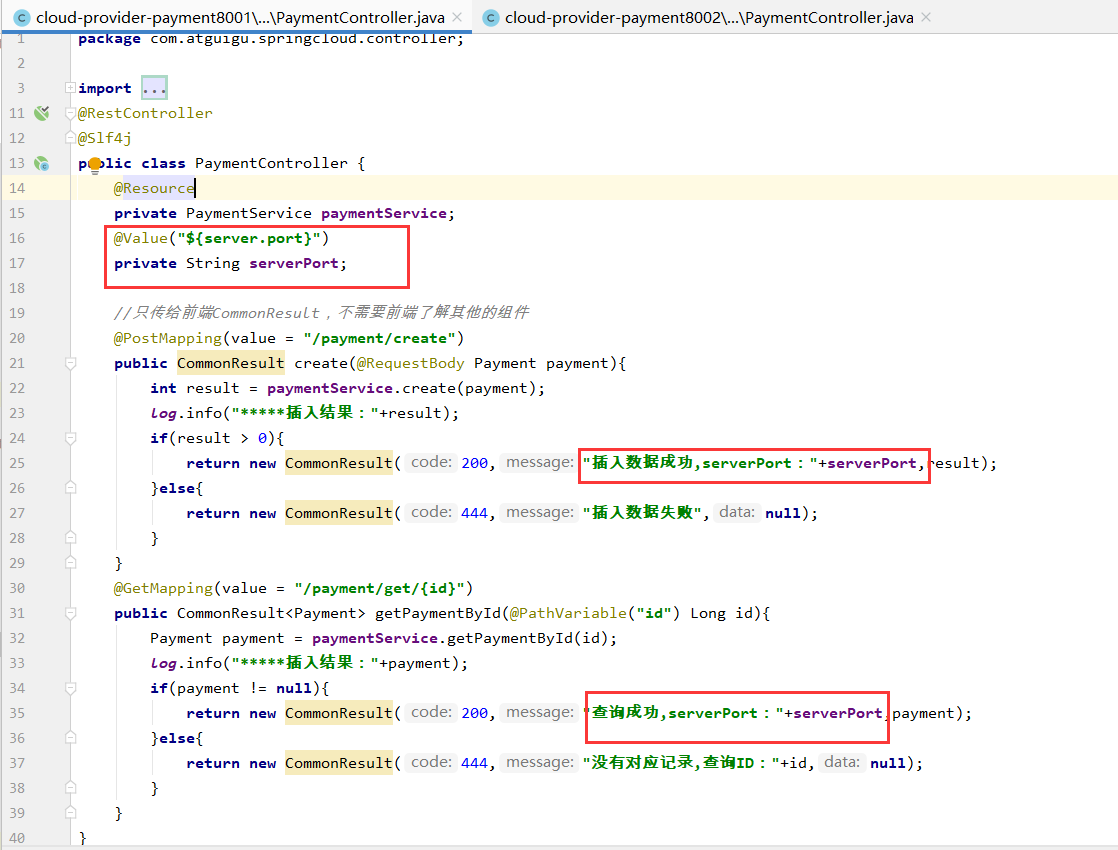 cloud-provider-payment8001\...\PaymentController.java
cloud-provider-payment8002\...\PaymentController.java
1 package com.atguigu.springcloud.controller;
2
3 import ...
11 @RestController
12 @Slf4j
13 public class PaymentController {
14 @Resource
15 private PaymentService paymentService;
16 @Value("${server.port}")
17 private String serverPort;
18
19 //只传给前端CommonResult，不需要前端了解其他的组件
20 @PostMapping(value = "/payment/create")
21 public CommonResult create(@RequestBody Payment payment){
22 int result = paymentService.create(payment);
23 log.info("*****插入结果："+result);
24 if(result > 0){
25 return new CommonResult( code: 200, message: "插入数据成功,serverPort："+serverPort,result);
26 }else{
27 return new CommonResult( code: 444, message: "插入数据失败", data: null);
28 }
29 }
30 @GetMapping(value = "/payment/get/{id}")
31 public CommonResult<Payment> getPaymentById(@PathVariable("id") Long id){
32 Payment payment = paymentService.getPaymentById(id);
33 log.info("*****插入结果："+payment);
34 if(payment != null){
35 return new CommonResult( code: 200, message: "查询成功,serverPort："+serverPort,payment);
36 }else{
37 return new CommonResult( code: 444, message: "没有对应记录,查询ID："+id, data: null);
38 }
39 }
40 }